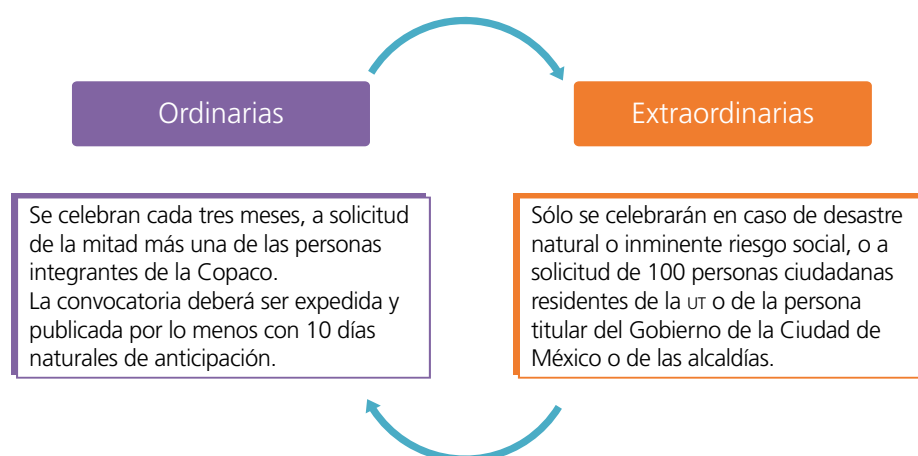 Ordinarias
Extraordinarias
Se celebran cada tres meses, a solicitud
de la mitad más una de las personas
integrantes de la Copaco.
La convocatoria deberá ser expedida y
publicada por lo menos con 10 días
naturales de anticipación.
Sólo se celebrarán en caso de desastre
natural o inminente riesgo social, o a
solicitud de 100 personas ciudadanas
residentes de la UT o de la persona
titular del Gobierno de la Ciudad de
México o de las alcaldías.